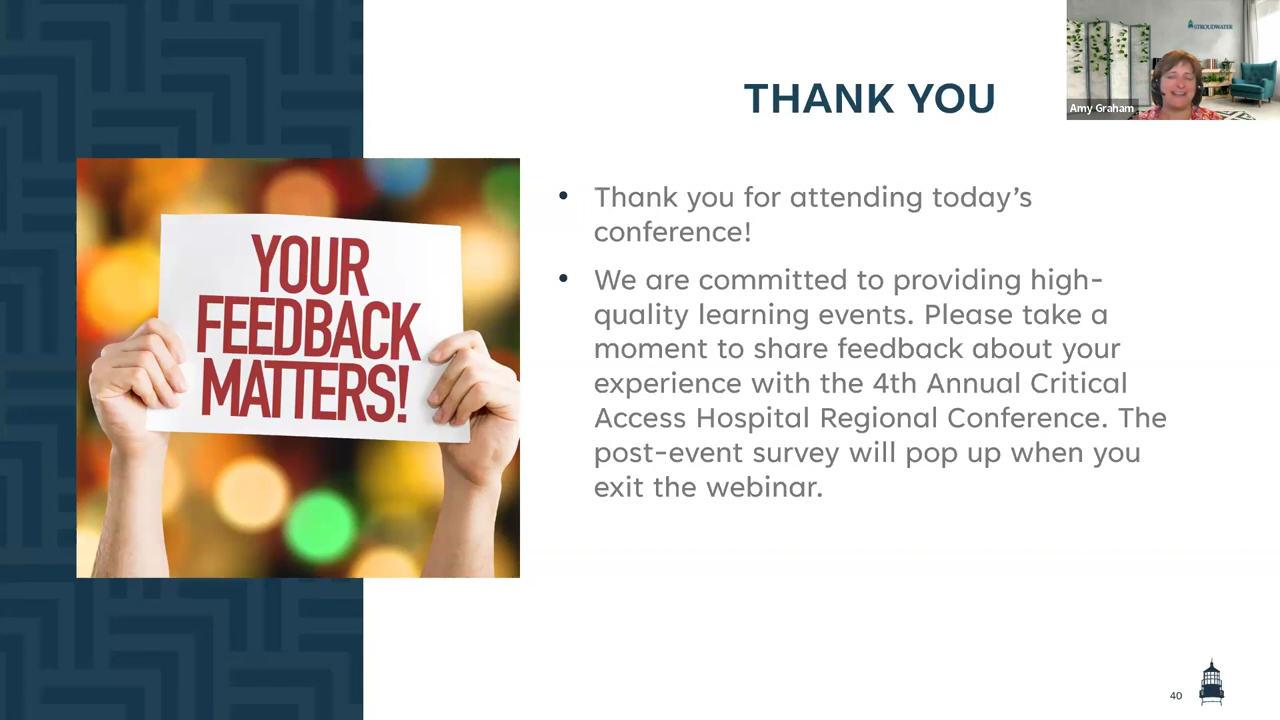 STROUDWATER
Amy Graham
THANK YOU
YOUR
FEEDBACK
MATTERS!
• Thank you for attending today’s
conference!
• We are committed to providing high-
quality learning events. Please take a
moment to share feedback about your
experience with the 4th Annual Critical
Access Hospital Regional Conference. The
post-event survey will pop up when you
exit the webinar.
40